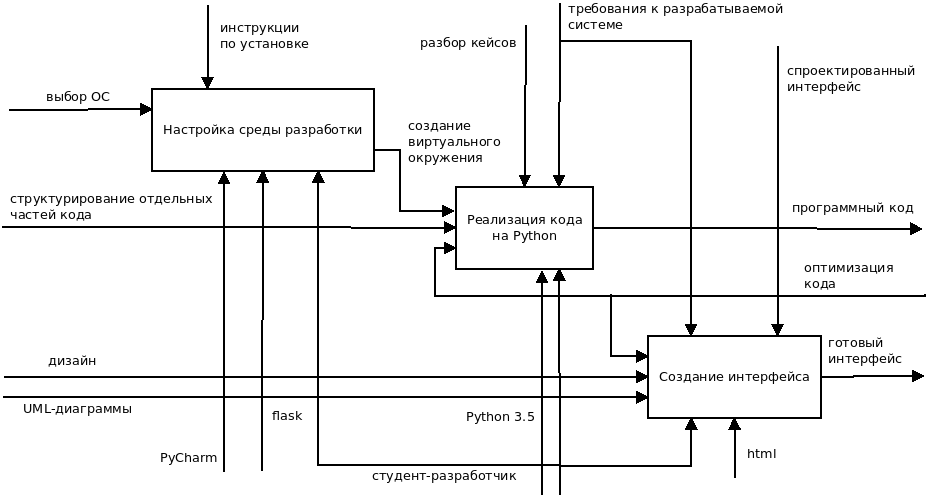 требования к разрабатываемой
системе
инструкции
по установке
разбор кейсов
спроектированный
интерфейс
выбор ОС
Настройка среды разработки
создание
виртуального
окружения
структурирование отдельных
частей кода
Реализация кода
на Python
программный код
оптимизация
кода
готовый
интерфейс
дизайн
Создание интерфейса
UML-диаграммы
flask
Python 3.5
PyCharm
html
студент-разработчик